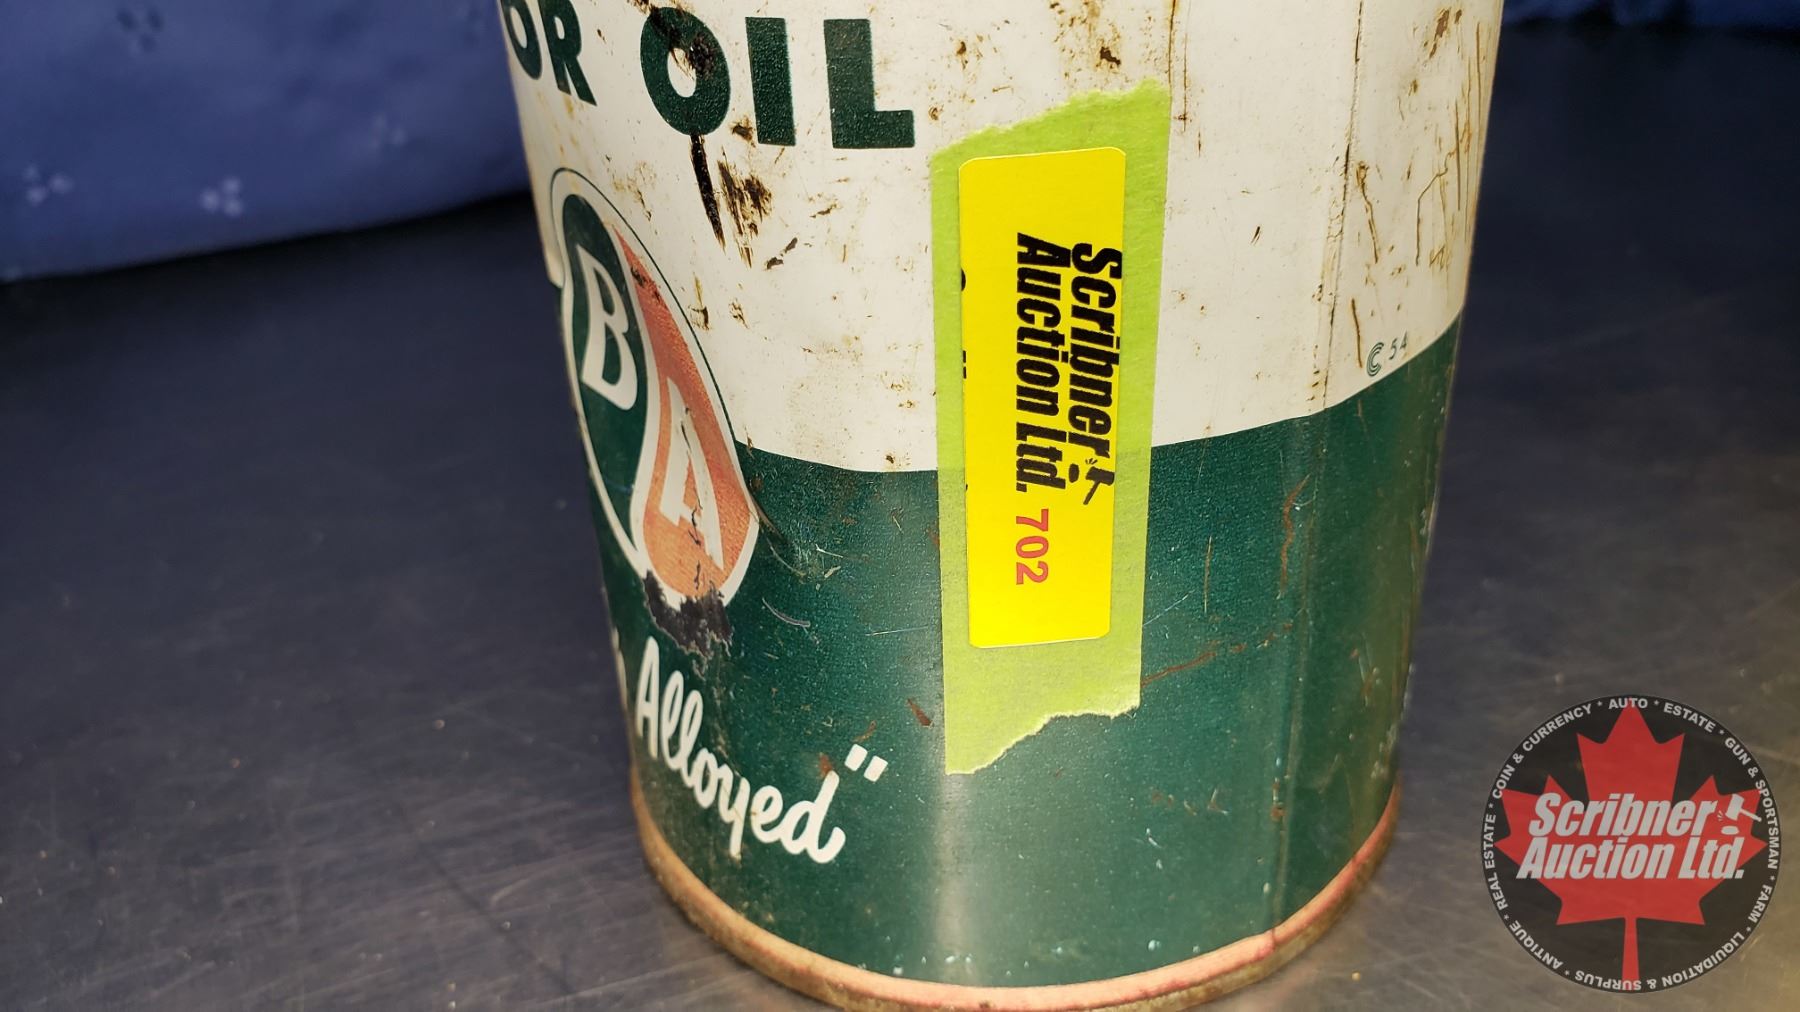 OR OIL
B
A
Alloyed"
C 54
Scribner
Auction Ltd. 702
COIN & CURRENCY * AUTO * ESTATE * GUN & SPORTSMAN * FARM * LIQUIDATION & SURPLUS * ANTIQUE * REAL ESTATE *
Scribner
Auction Ltd.